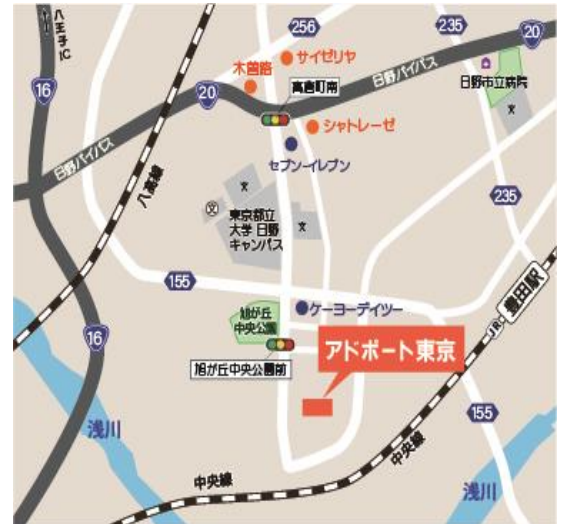 八王子IC
16
256
235
20
サイゼリヤ
木曽路
日野バイパス
日野市立病院
高倉町南
20
シャトレーゼ
セブン-イレブン
日野バイパス
八高線
文
文
文
東京都立
大学 日野
キャンパス
文
235
155
旭が丘
中央公園
ケーヨーデイツー
豊田駅
JR
16
旭が丘中央公園前
アドポート東京
155
浅川
中央線
中央線
浅川